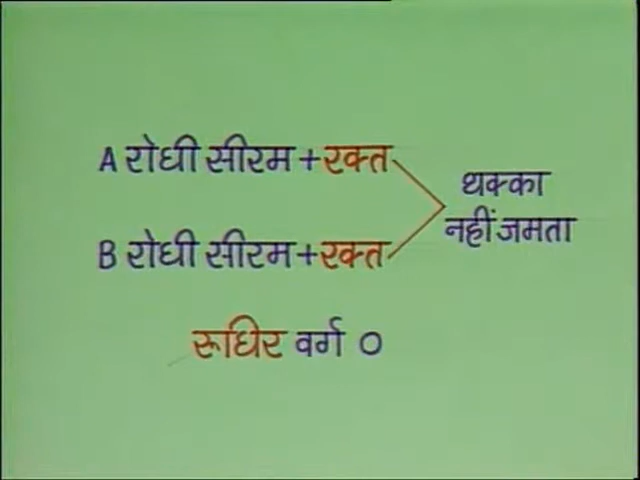 A रोधी सीरम + रक्त
थक्का
नहीं जमता
B रोधी सीरम + रक्त
रूधिर वर्ग O